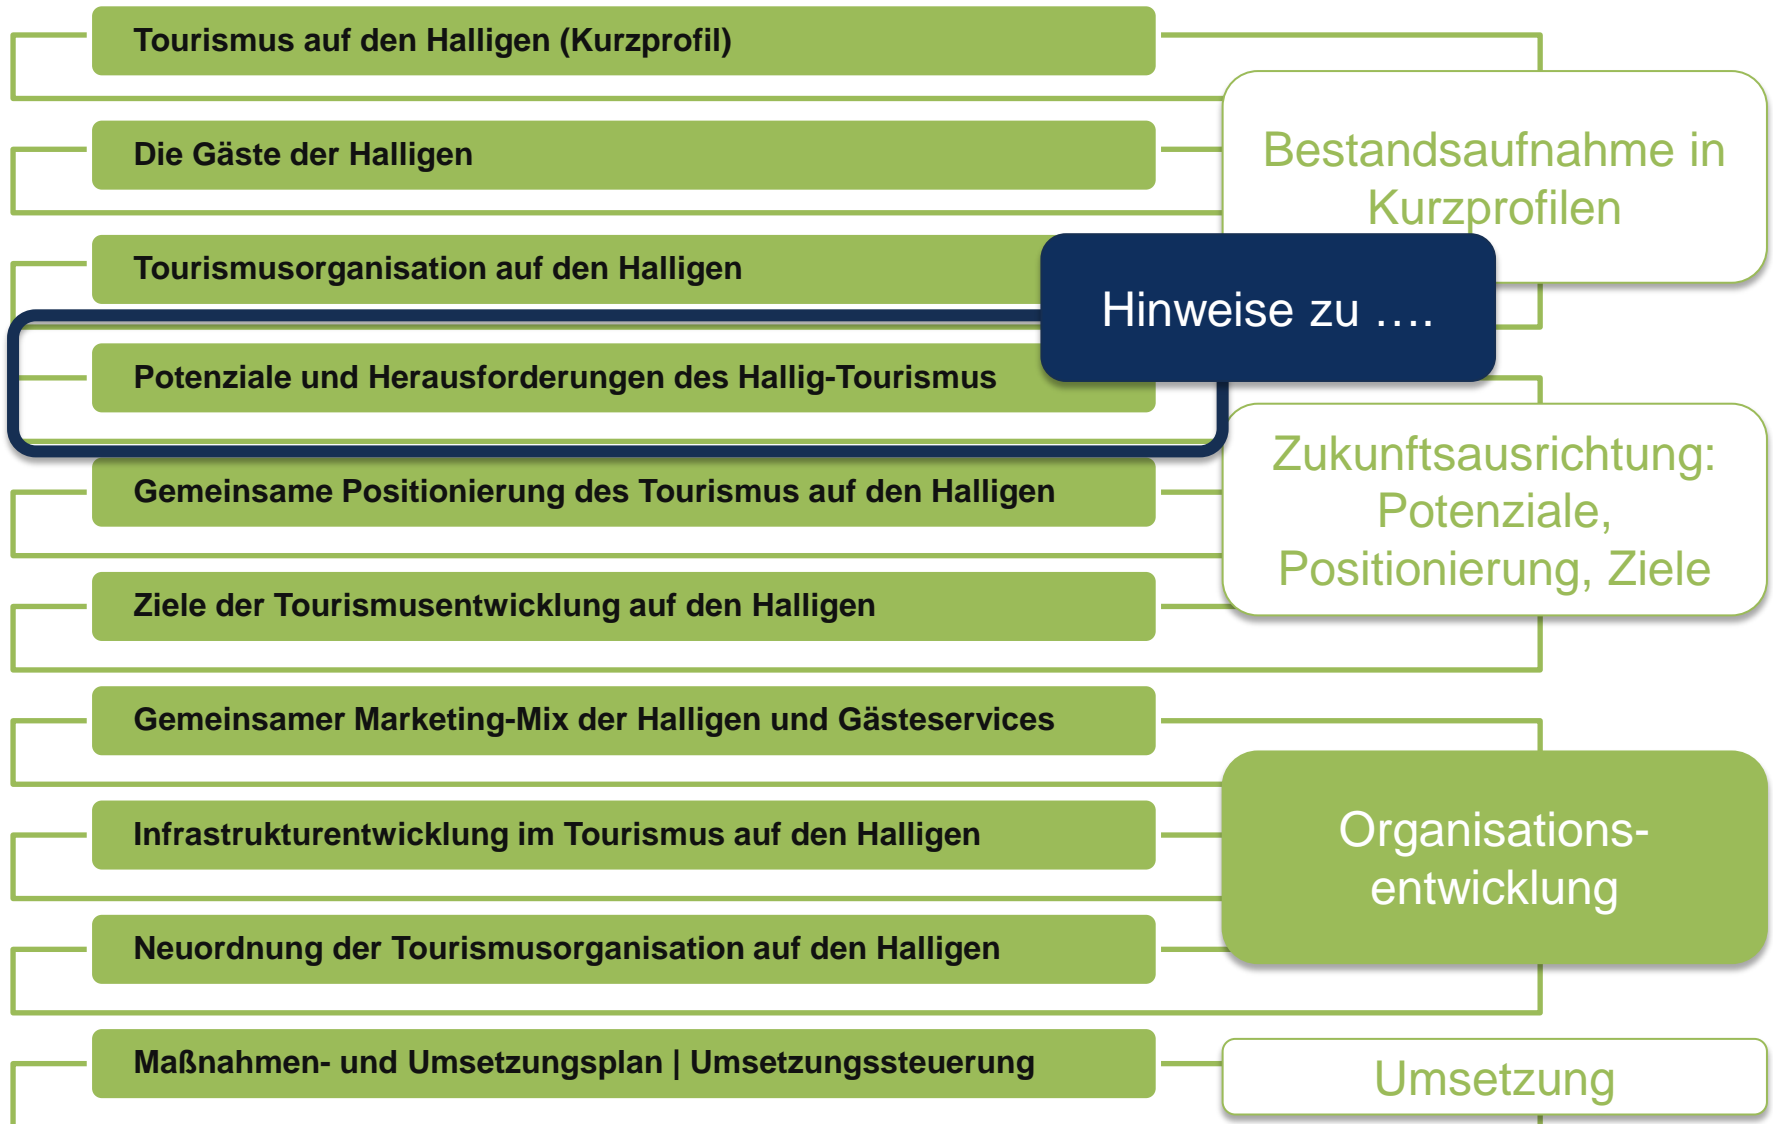 Tourismus auf den Halligen (Kurzprofil)
Die Gäste der Halligen
Bestandsaufnahme in
Kurzprofilen
Tourismusorganisation auf den Halligen
Hinweise zu ….
Potenziale und Herausforderungen des Hallig-Tourismus
Gemeinsame Positionierung des Tourismus auf den Halligen
Ziele der Tourismusentwicklung auf den Halligen
Zukunftsausrichtung:
Potenziale,
Positionierung, Ziele
Gemeinsamer Marketing-Mix der Halligen und Gästeservices
Infrastrukturentwicklung im Tourismus auf den Halligen
Neuordnung der Tourismusorganisation auf den Halligen
Organisations-
entwicklung
Maßnahmen- und Umsetzungsplan | Umsetzungssteuerung
Umsetzung